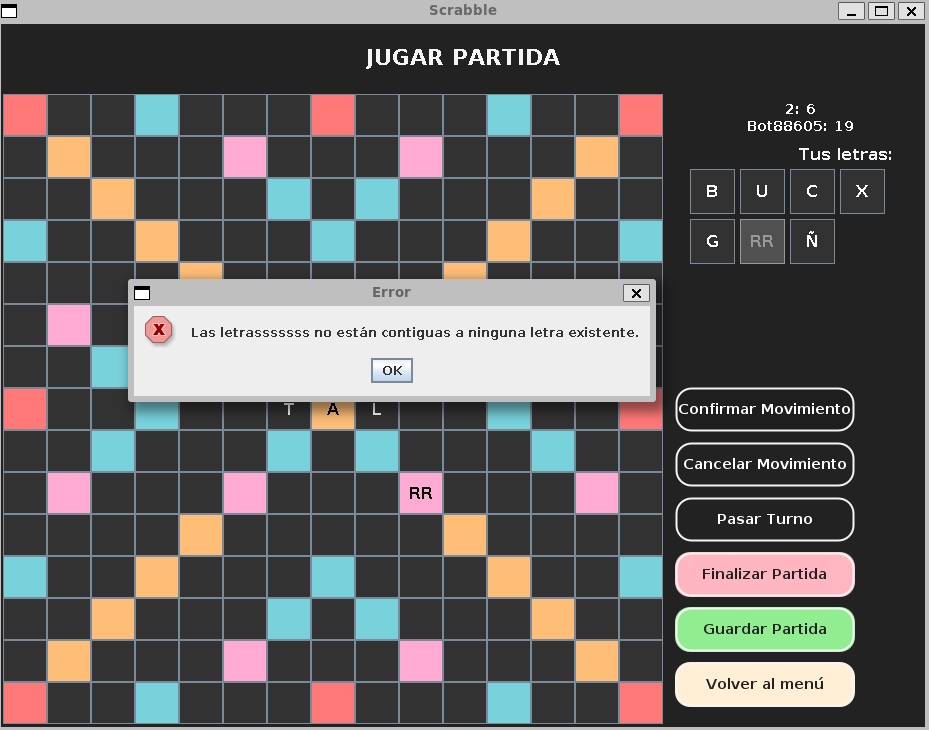 Scrabble
JUGAR PARTIDA
2: 6
Bot88605: 19
Tus letras:
B U C X
G RR Ñ
Error
Las letrasssssss no están contiguas a ninguna letra existente.
OK
T A L
RR
Confirmar Movimiento
Cancelar Movimiento
Pasar Turno
Finalizar Partida
Guardar Partida
Volver al menú